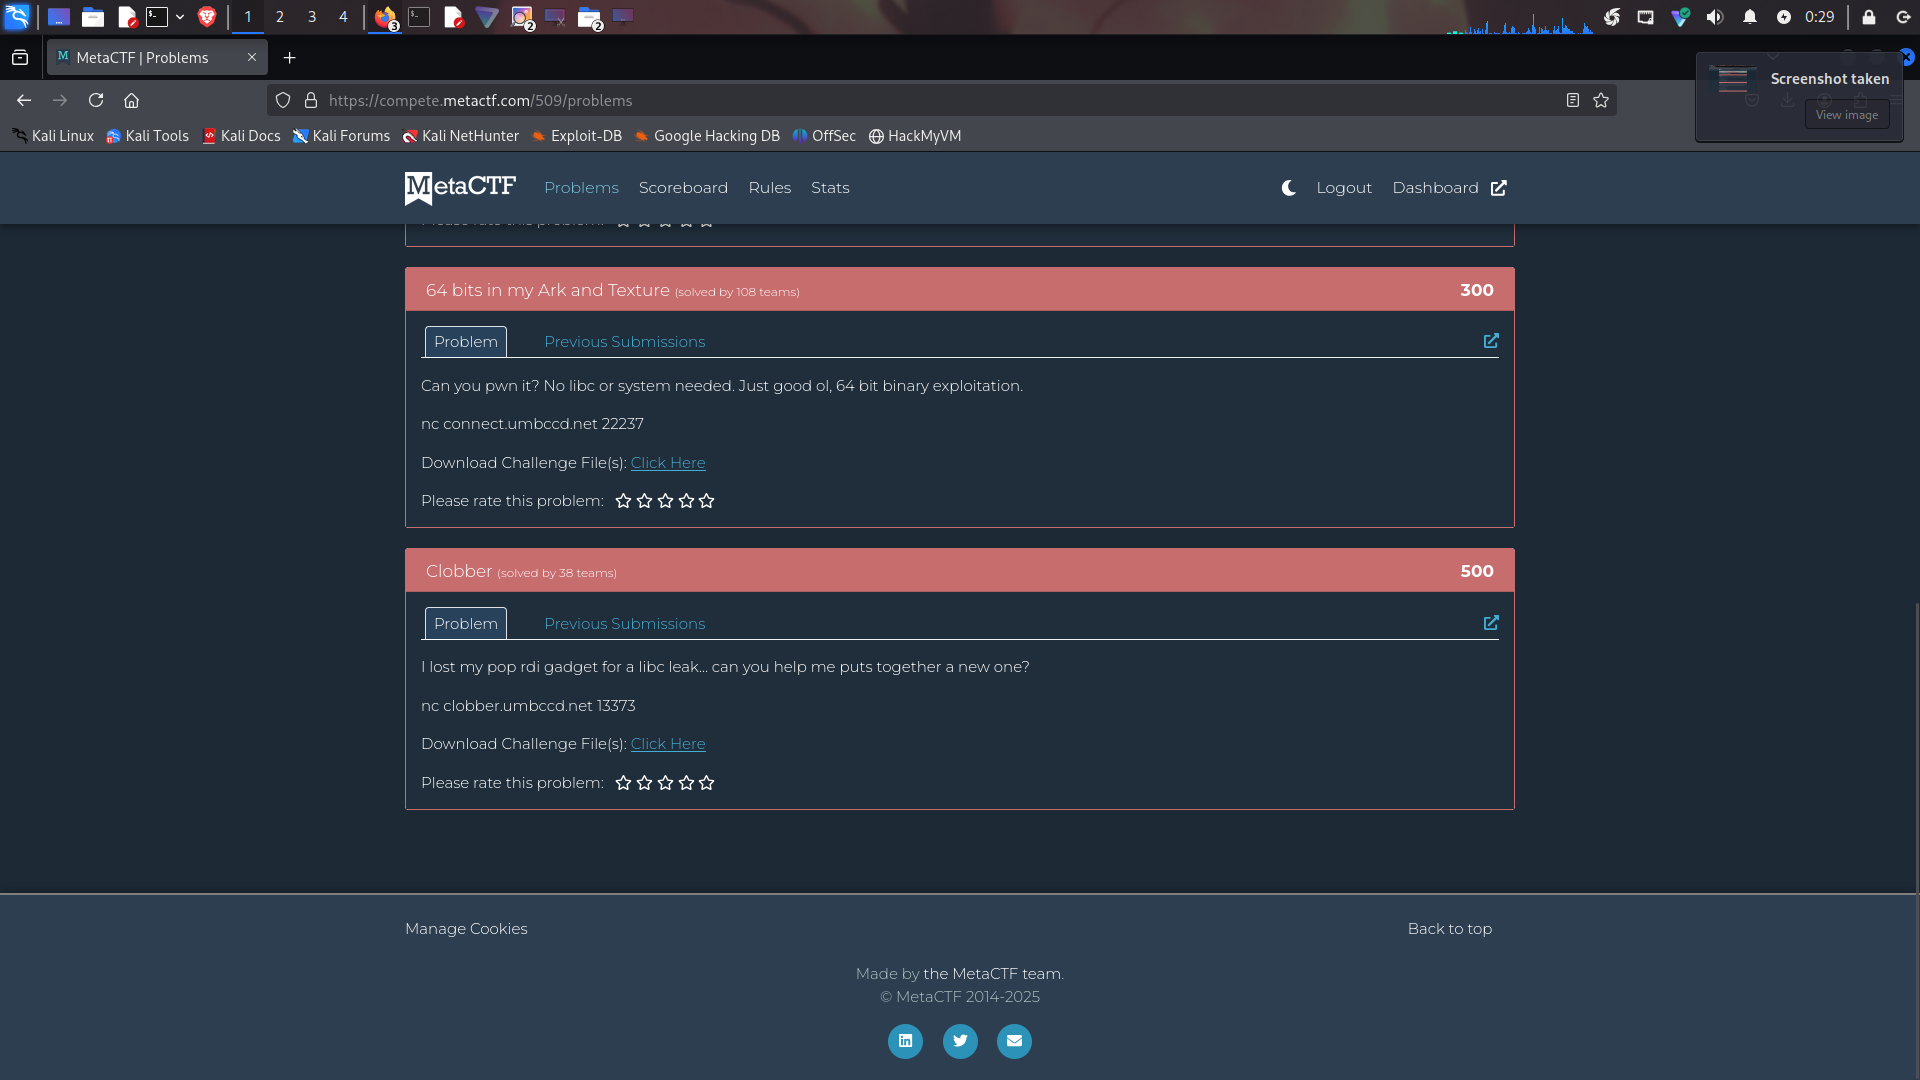 1 2 3 4 3 2 2 0:29
MetaCTF | Problems
Screenshot taken
https://compete.metactf.com/509/problems
View image
Kali Linux Kali Tools Kali Docs Kali Forums Kali NetHunter Exploit-DB Google Hacking DB OffSec HackMyVM
MetaCTF Problems Scoreboard Rules Stats Logout Dashboard
64 bits in my Ark and Texture (solved by 108 teams) 300
Problem Previous Submissions
Can you pwn it? No libc or system needed. Just good ol, 64 bit binary exploitation.
nc connect.umbccd.net 22237
Download Challenge File(s): Click Here
Please rate this problem:
Clobber (solved by 38 teams) 500
Problem Previous Submissions
I lost my pop rdi gadget for a libc leak... can you help me puts together a new one?
nc clobber.umbccd.net 13373
Download Challenge File(s): Click Here
Please rate this problem:
Manage Cookies Back to top
Made by the MetaCTF team.
© MetaCTF 2014-2025